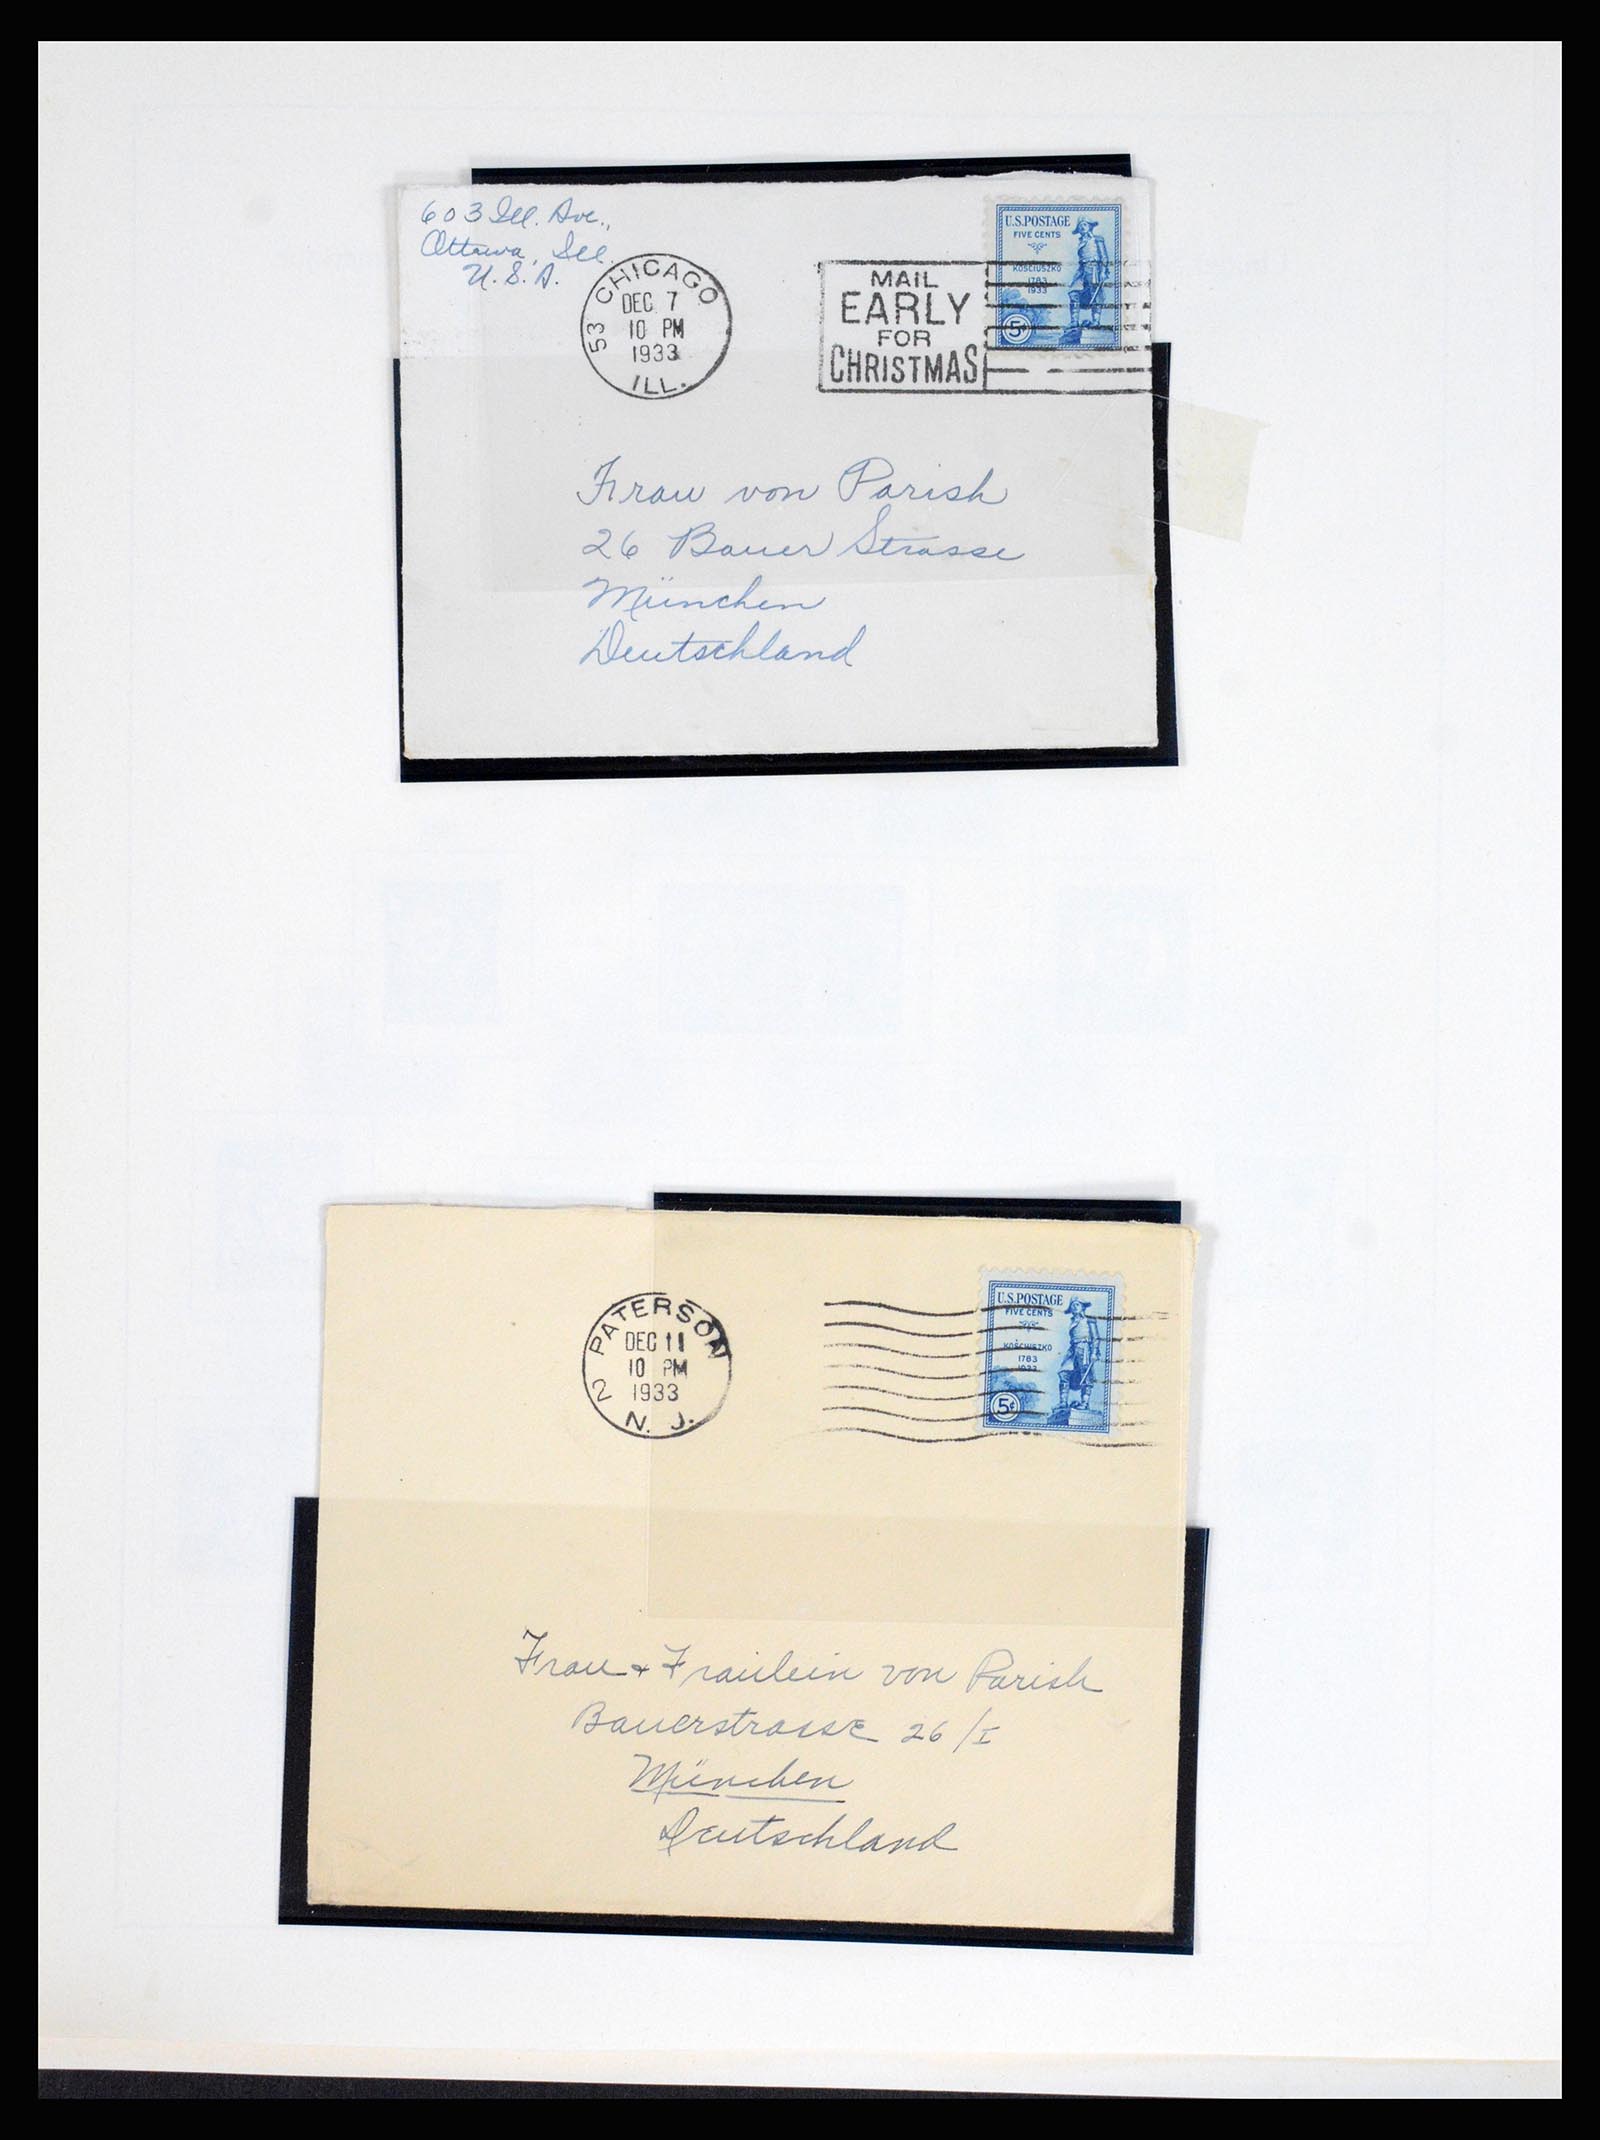 603 Ill. Ave.,
Ottawa, Ill.
U. S. A.
53 CHICAGO
DEC 7
10 PM
1933
ILL.
MAIL
EARLY
FOR
CHRISTMAS
U.S.POSTAGE
FIVE CENTS
KOSCIUSZKO
1783
1933
5¢
Frau von Parish
26 Bauer Strasse
München
Deutschland
2 PATERSON
DEC 11
10 PM
1933
N. J.
U.S.POSTAGE
FIVE CENTS
KOSCIUSZKO
1783
1933
5¢
Frau + Fraülein von Parish
Bauerstrasse 26/I
München
Deutschland